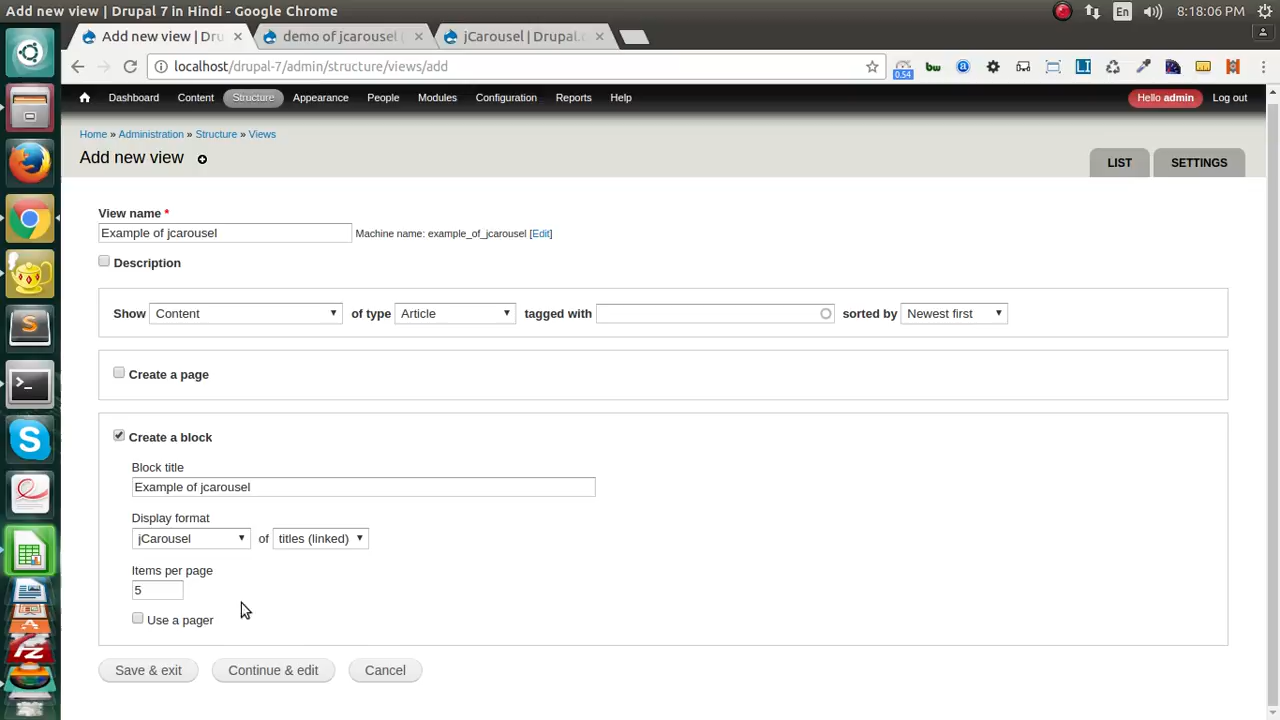 Add new view | Drupal 7 in Hindi - Google Chrome
En 8:18:06 PM
Add new view | Dru
demo of jcarousel
jCarousel | Drupal.
localhost/drupal-7/admin/structure/views/add
0.54
bw
a
LI
Dashboard Content Structure Appearance People Modules Configuration Reports Help
Hello admin Log out
Home » Administration » Structure » Views
Add new view
LIST SETTINGS
View name *
Example of jcarousel Machine name: example_of_jcarousel [Edit]
Description
Show Content of type Article tagged with sorted by Newest first
Create a page
Create a block
Block title
Example of jcarousel
Display format
jCarousel of titles (linked)
Items per page
5
Use a pager
Save & exit Continue & edit Cancel